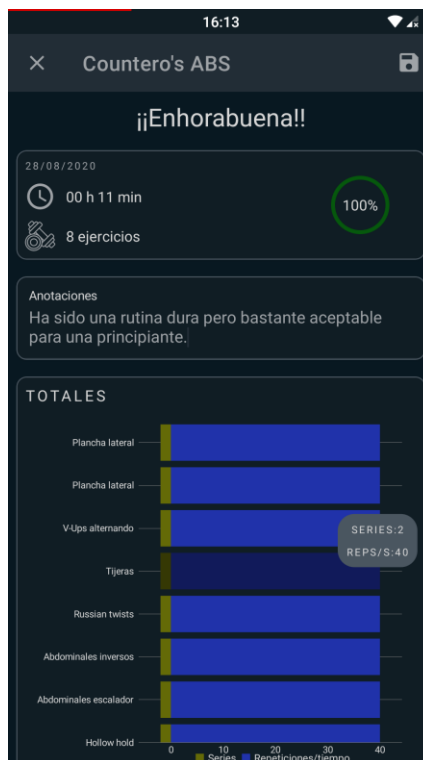 16:13
Countero's ABS
¡¡Enhorabuena!!
28/08/2020
00 h 11 min
100%
8 ejercicios
Anotaciones
Ha sido una rutina dura pero bastante aceptable
para una principiante.
TOTALES
Plancha lateral
Plancha lateral
V-Ups alternando
SERIES:2
REPS/S:40
Tijeras
Russian twists
Abdominales inversos
Abdominales escalador
Hollow hold
0 10 20 30 40
Series Repeticiones/tiempo